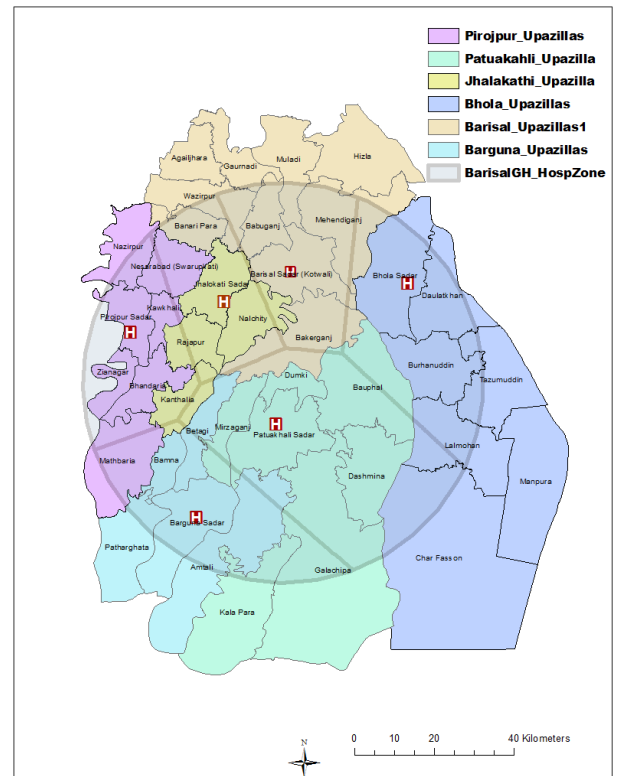 Pirojpur_Upazillas
Patuakahli_Upazilla
Jhalakathi_Upazilla
Bhola_Upazillas
Barisal_Upazillas1
Barguna_Upazillas
BarisalGH_HospZone
Agailjhara
Gaurnadi
Muladi
Hizla
Wazirpur
Banari Para
Babuganj
Mehendiganj
Nazirpur
Nesarabad (Swarupkati)
Jhalokati Sadar
Barisal Sadar (Kotwali)
H
Bhola Sadar
H
Daulatkhan
H
Kawkhali
Pirojpur Sadar
H
Nalchity
Rajapur
Bakerganj
Zianagar
Bhandaria
Kanthalia
Dumki
Bauphal
Burhanuddin
Tazumuddin
Betagi
Mirzaganj
H
Patuakhali Sadar
Lalmohan
Mathbaria
Bamna
Dashmina
Manpura
H
Barguna Sadar
Patharghata
Amtali
Galachipa
Char Fasson
Kala Para
N
0 10 20 40 Kilometers